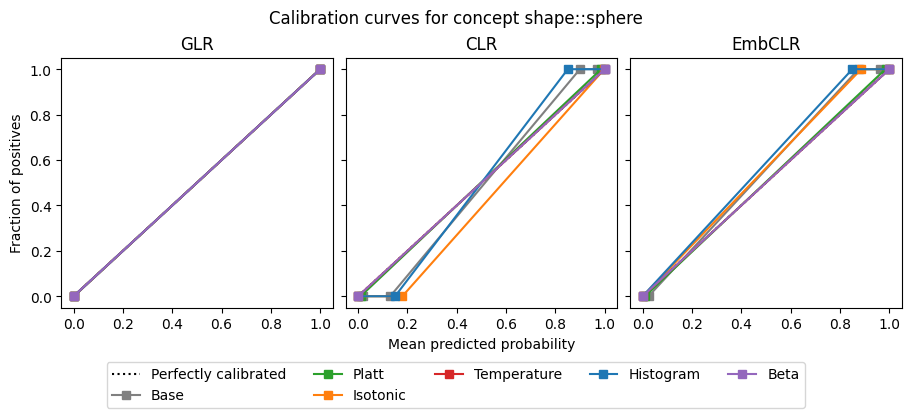 Calibration curves for concept shape::sphere
GLR
CLR
EmbCLR
Fraction of positives
1.0
0.8
0.6
0.4
0.2
0.0
0.0 0.2 0.4 0.6 0.8 1.0
0.0 0.2 0.4 0.6 0.8 1.0
0.0 0.2 0.4 0.6 0.8 1.0
Mean predicted probability
Perfectly calibrated
Base
Platt
Isotonic
Temperature
Histogram
Beta